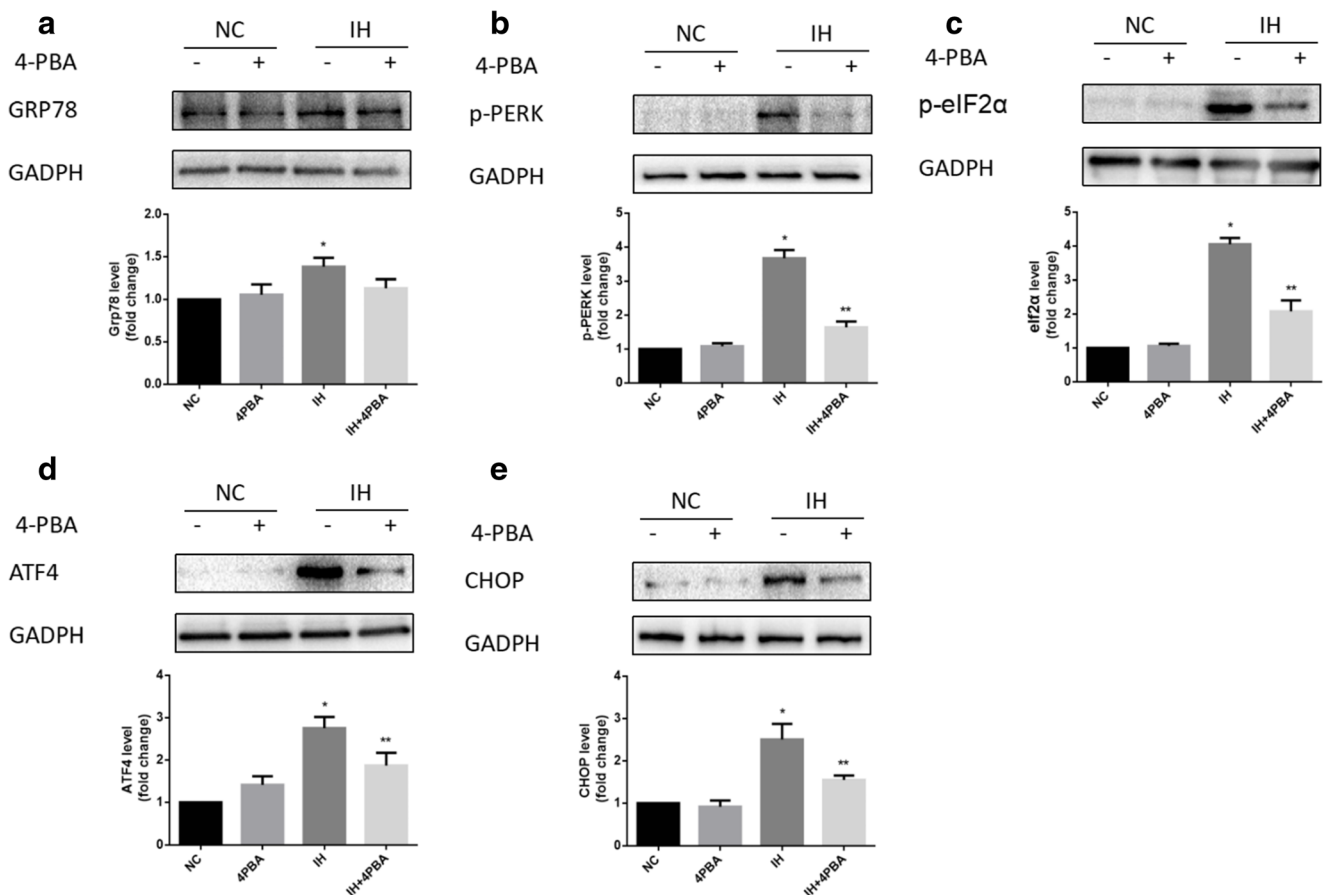 a
NC IH
4-PBA - + - +
GRP78
GADPH
Grp78 level
(fold change)
2.0
1.5
1.0
0.5
0.0
*
NC 4PBA IH IH+4PBA
b
NC IH
4-PBA - + - +
p-PERK
GADPH
p-PERK level
(fold change)
5
4
3
2
1
0
*
**
NC 4PBA IH IH+4PBA
c
NC IH
4-PBA - + - +
p-eIF2α
GADPH
eIf2α level
(fold change)
5
4
3
2
1
0
*
**
NC 4PBA IH IH+4PBA
d
NC IH
4-PBA - + - +
ATF4
GADPH
ATF4 level
(fold change)
4
3
2
1
0
*
**
NC 4PBA IH IH+4PBA
e
NC IH
4-PBA - + - +
CHOP
GADPH
CHOP level
(fold change)
4
3
2
1
0
*
**
NC 4PBA IH IH+4PBA